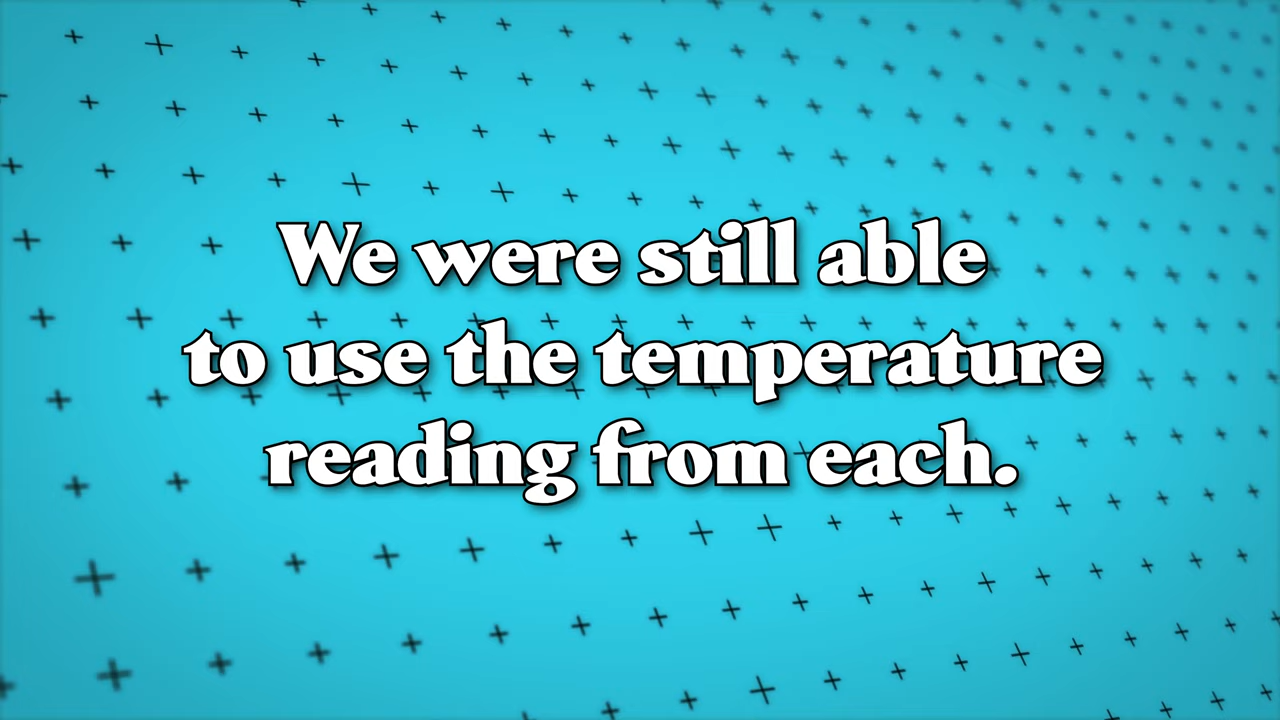 We were still able
to use the temperature
reading from each.